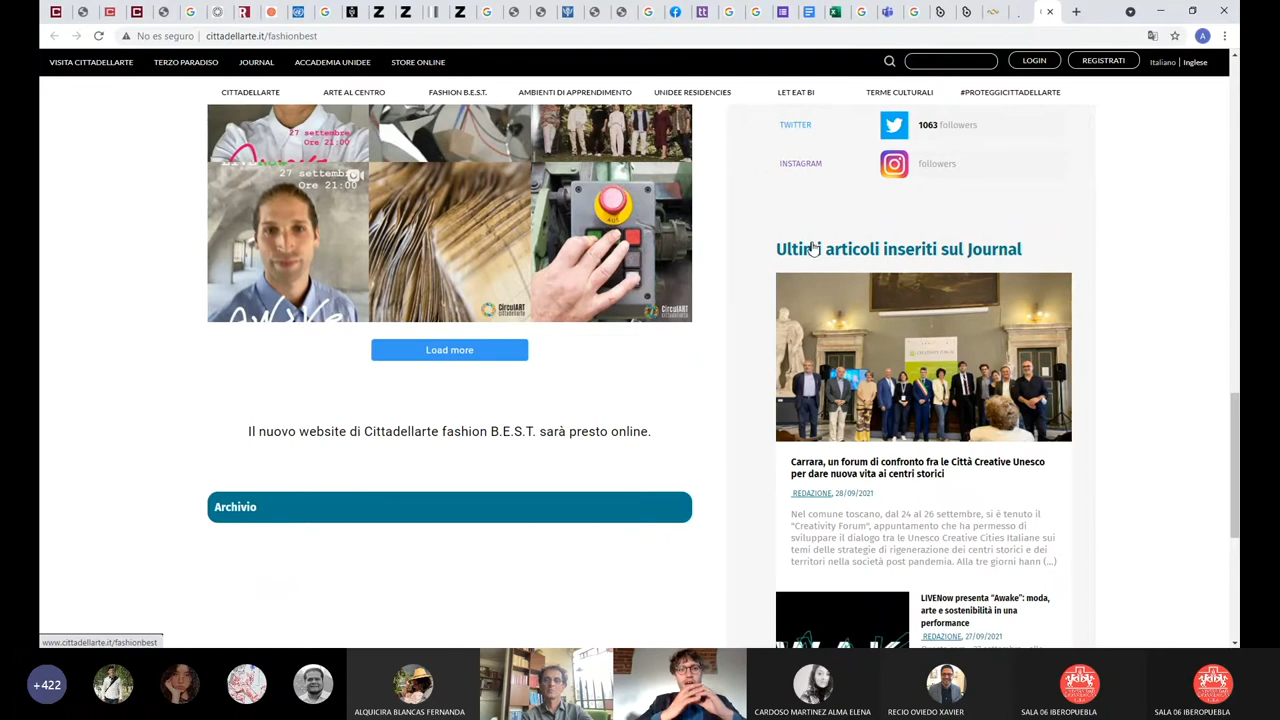 No es seguro | cittadellarte.it/fashionbest
A
VISITA CITTADELLARTE TERZO PARADISO JOURNAL ACCADEMIA UNIDEE STORE ONLINE
LOGIN REGISTRATI Italiano | Inglese
CITTADELLARTE ARTE AL CENTRO FASHION B.E.S.T. AMBIENTI DI APPRENDIMENTO UNIDEE RESIDENCIES LET EAT BI TERME CULTURALI #PROTEGGICITTADELLARTE
27 settembre
Ore 21:00
27 settembre
Ore 21:00
CirculART
cittadellarte
CirculART
cittadellarte
Load more
Il nuovo website di Cittadellarte fashion B.E.S.T. sarà presto online.
Archivio
TWITTER 1063 followers
INSTAGRAM followers
Ultimi articoli inseriti sul Journal
Carrara, un forum di confronto fra le Città Creative Unesco
per dare nuova vita ai centri storici
REDAZIONE, 28/09/2021
Nel comune toscano, dal 24 al 26 settembre, si è tenuto il
"Creativity Forum", appuntamento che ha permesso di
sviluppare il dialogo tra le Unesco Creative Cities Italiane sui
temi delle strategie di rigenerazione dei centri storici e dei
territori nella società post pandemia. Alla tre giorni hann (...)
LIVENow presenta "Awake": moda,
arte e sostenibilità in una
performance
REDAZIONE, 27/09/2021
www.cittadellarte.it/fashionbest
+422
ALQUICIRA BLANCAS FERNANDA
CARDOSO MARTINEZ ALMA ELENA
RECIO OVIEDO XAVIER
SALA 06 IBEROPUEBLA
SALA 06 IBEROPUEBLA